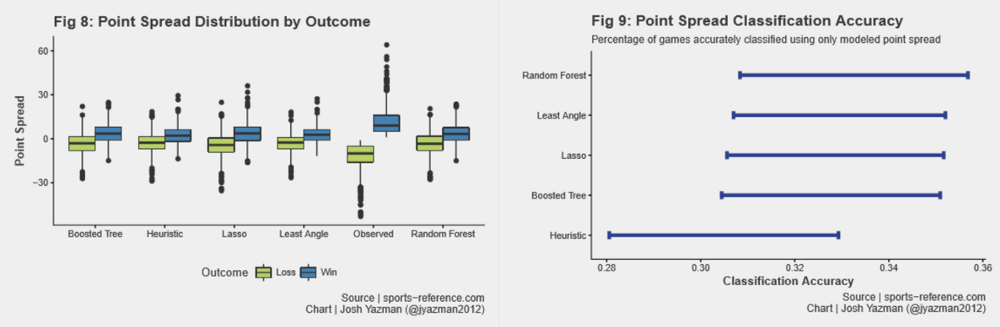 Fig 8: Point Spread Distribution by Outcome
60
30
0
−30
Point Spread
Boosted Tree Heuristic Lasso Least Angle Observed Random Forest
Outcome Loss Win
Source | sports-reference.com
Chart | Josh Yazman (@jyazman2012)
Fig 9: Point Spread Classification Accuracy
Percentage of games accurately classified using only modeled point spread
Random Forest
Least Angle
Lasso
Boosted Tree
Heuristic
0.28 0.30 0.32 0.34 0.36
Classification Accuracy
Source | sports-reference.com
Chart | Josh Yazman (@jyazman2012)